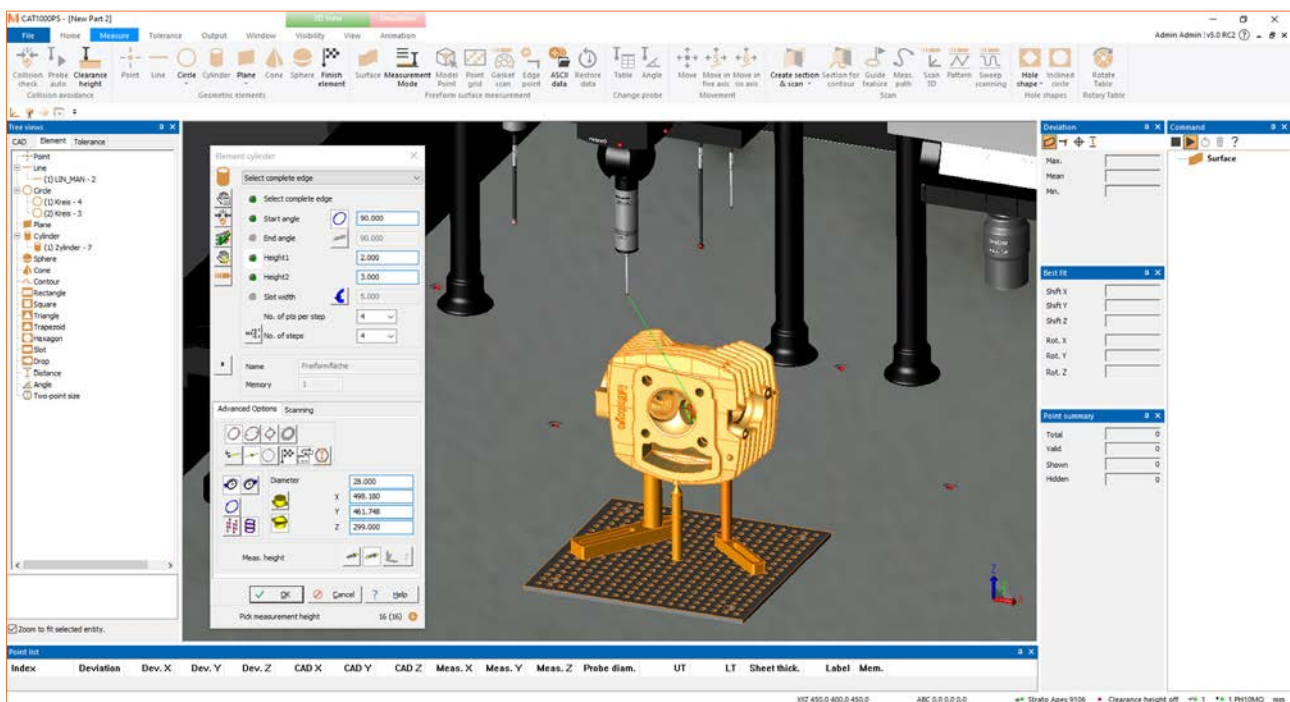 CAT1000PS - [New Part 2]
3D View
Simulation
File Home Measure Tolerance Output Window Visibility View Animation
Admin Admin !v5.0 RC2
Collision check
Probe auto
Clearance height
Point
Line
Circle
Cylinder
Plane
Cone
Sphere
Finish element
Surface
Measurement Mode
Model Point
Point grid
Gasket scan
Edge point
ASCII data
Restore data
Table
Angle
Move
Move in five axis
Move in six axis
Create section & scan
Section for contour
Guide feature
Meas. path
Scan 3D
Pattern
Sweep scanning
Hole shape
Inclined circle
Rotate Table
Collision avoidance
Geometric elements
Freeform surface measurement
Change probe
Movement
Scan
Hole shapes
Rotary Table
Tree views
CAD Element Tolerance
Point
Line
(1) LIN_MAN - 2
Circle
(1) Kreis - 4
(2) Kreis - 3
Plane
Cylinder
(1) Zylinder - 7
Sphere
Cone
Contour
Rectangle
Square
Triangle
Trapezoid
Hexagon
Slot
Drop
Distance
Angle
Two-point size
Zoom to fit selected entity.
Element cylinder
Select complete edge
Select complete edge
Start angle 90.000
End angle 90.000
Height1 2.000
Height2 3.000
Slot width 5.000
No. of pts per step 4
No. of steps 4
Name Freiformfläche
Memory 1
Advanced Options Scanning
Diameter 28.000
X 498.180
Y 461.748
Z 299.000
Meas. height
OK Cancel ? Help
Pick measurement height 16 (16)
Z
Deviation
Max.
Mean
Min.
Best fit
Shift X
Shift Y
Shift Z
Rot. X
Rot. Y
Rot. Z
Point summary
Total 0
Valid 0
Shown 0
Hidden 0
Command
Surface
Point list
Index Deviation Dev. X Dev. Y Dev. Z CAD X CAD Y CAD Z Meas. X Meas. Y Meas. Z Probe diam. UT LT Sheet thick. Label Mem.
XYZ 450.0 400.0 450.0 ABC 0.0 0.0 0.0 Strato Apex 9106 Clearance height off 1 1 PH10MQ mm